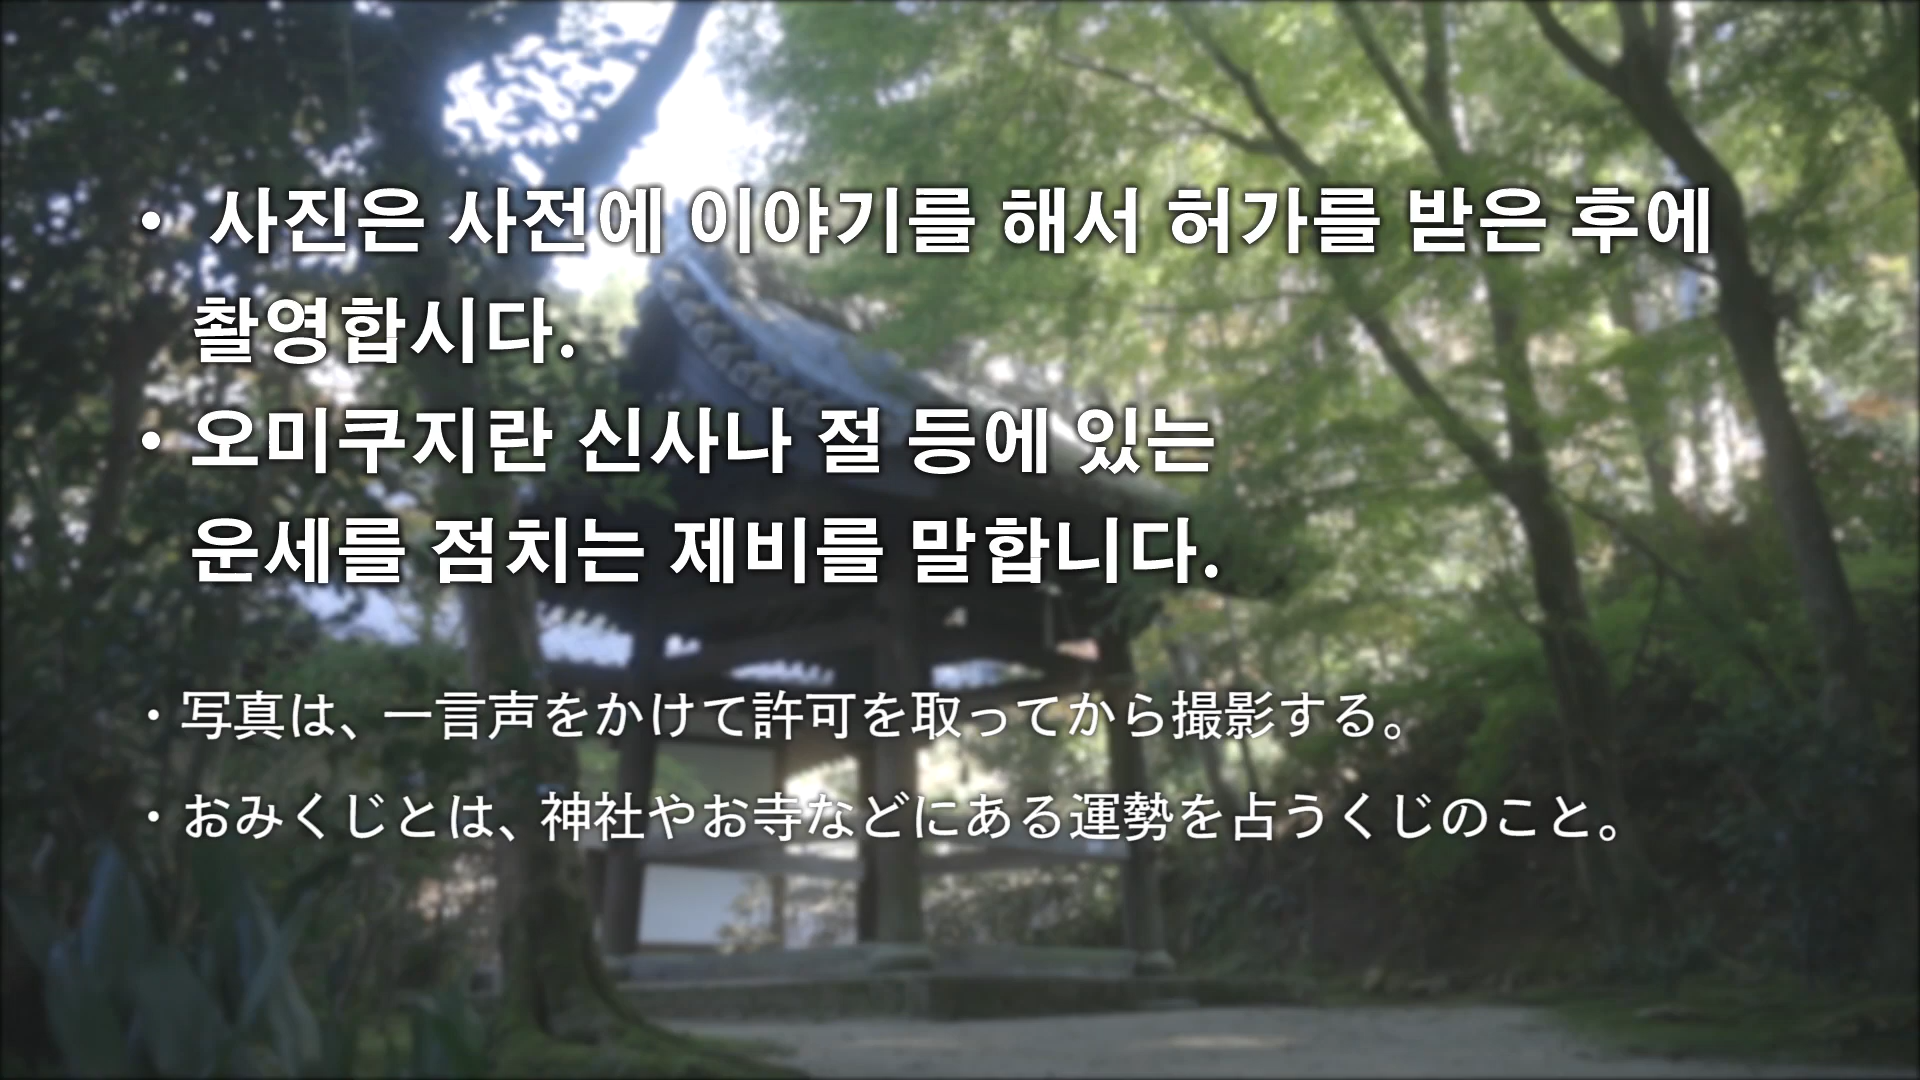 • 사진은 사전에 이야기를 해서 허가를 받은 후에
촬영합시다.
• 오미쿠지란 신사나 절 등에 있는
운세를 점치는 제비를 말합니다.
・写真は、一言声をかけて許可を取ってから撮影する。
・おみくじとは、神社やお寺などにある運勢を占うくじのこと。